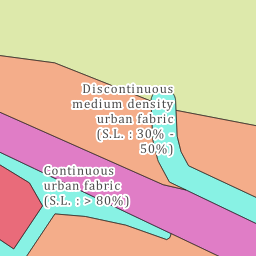 Discontinuous
medium density
urban fabric
(S.L. : 30% -
50%)
Continuous
urban fabric
(S.L. : > 80%)